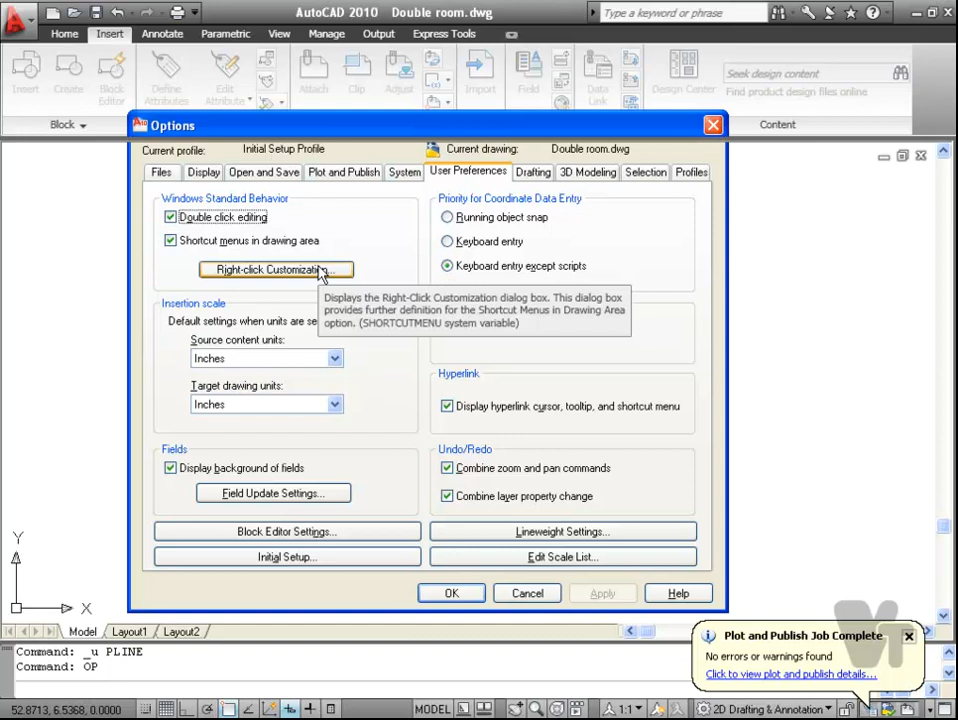 AutoCAD 2010 Double room.dwg
Type a keyword or phrase
Home Insert Annotate Parametric View Manage Output Express Tools
Insert Create Block Editor Define Attributes Edit Attributes Attach Clip Adjust Import Field Data Link Design Center
Seek design content
Find product design files online
Block Content
Options
Current profile: Initial Setup Profile Current drawing: Double room.dwg
Files Display Open and Save Plot and Publish System User Preferences Drafting 3D Modeling Selection Profiles
Windows Standard Behavior
Double click editing
Shortcut menus in drawing area
Right-click Customization...
Priority for Coordinate Data Entry
Running object snap
Keyboard entry
Keyboard entry except scripts
Displays the Right-Click Customization dialog box. This dialog box
provides further definition for the Shortcut Menus in Drawing Area
option. (SHORTCUTMENU system variable)
Insertion scale
Default settings when units are se
Source content units:
Inches
Target drawing units:
Inches
Hyperlink
Display hyperlink cursor, tooltip, and shortcut menu
Fields
Display background of fields
Field Update Settings...
Undo/Redo
Combine zoom and pan commands
Combine layer property change
Block Editor Settings... Lineweight Settings...
Initial Setup... Edit Scale List...
OK Cancel Apply Help
Y
X
Model Layout1 Layout2
Command: _u PLINE
Command: OP
Plot and Publish Job Complete
No errors or warnings found
Click to view plot and publish details...
52.8713, 6.5368, 0.0000 MODEL 1:1 2D Drafting & Annotation